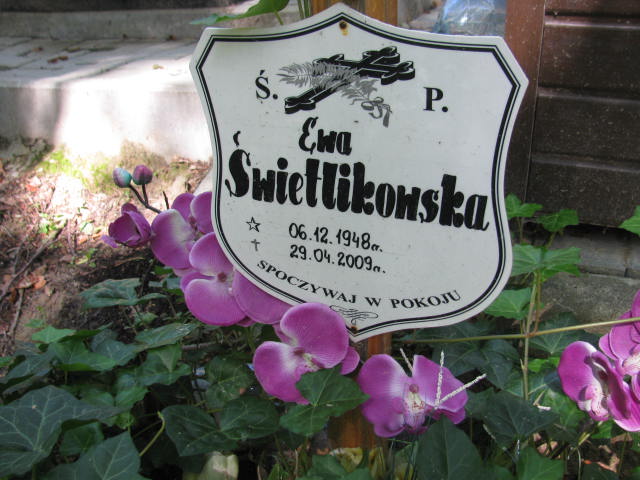 Ś. P.
Ewa
Świetlikowska
06.12.1948r.
29.04.2009r.
SPOCZYWAJ W POKOJU